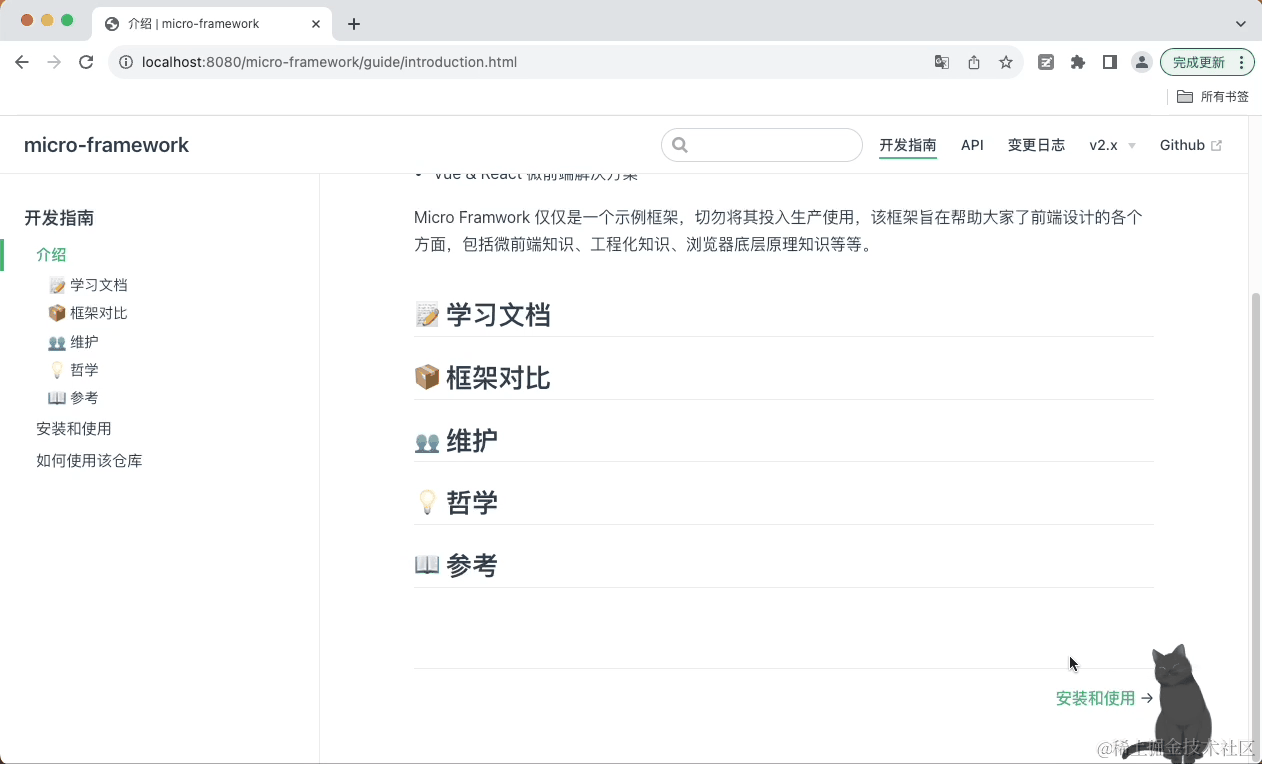 介绍 | micro-framework
localhost:8080/micro-framework/guide/introduction.html
完成更新
所有书签
micro-framework
开发指南
API
变更日志
v2.x
Github
开发指南
介绍
学习文档
框架对比
维护
哲学
参考
安装和使用
如何使用该仓库
Vue & React 微前端解决方案
Micro Framwork 仅仅是一个示例框架，切勿将其投入生产使用，该框架旨在帮助大家了前端设计的各个
方面，包括微前端知识、工程化知识、浏览器底层原理知识等等。
📝 学习文档
📦 框架对比
👥 维护
💡 哲学
📖 参考
安装和使用 →
@稀土掘金技术社区